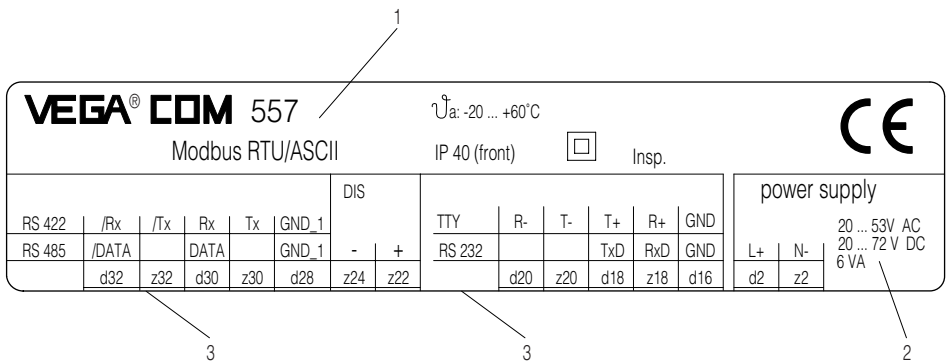 1
VEGA® COM 557
ϑa: -20 ... +60°C
CE
Modbus RTU/ASCII
IP 40 (front)
Insp.
DIS
power supply
RS 422 /Rx /Tx Rx Tx GND_1
TTY R- T- T+ R+ GND
20 ... 53V AC
RS 485 /DATA DATA GND_1 - +
RS 232 TxD RxD GND
L+ N-
20 ... 72 V DC
6 VA
d32 z32 d30 z30 d28 z24 z22
d20 z20 d18 z18 d16
d2 z2
3
3
2